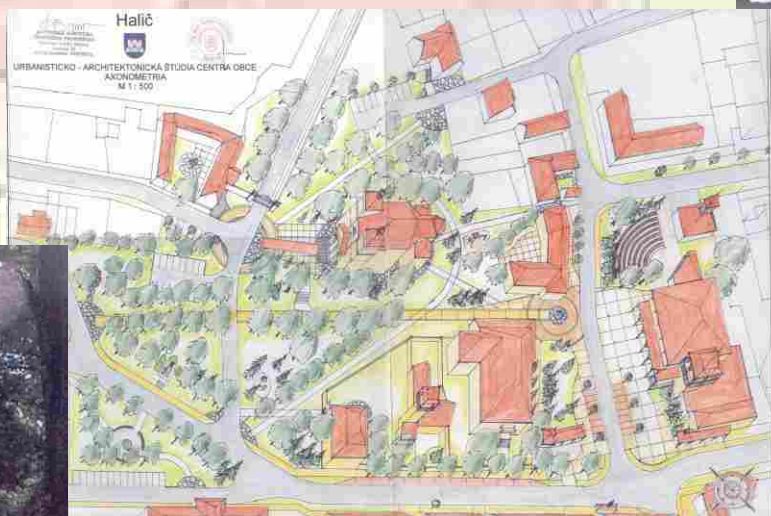 Halič
URBANISTICKO - ARCHITEKTONICKÁ ŠTÚDIA CENTRA OBCE
AXONOMETRIA
M 1 : 500